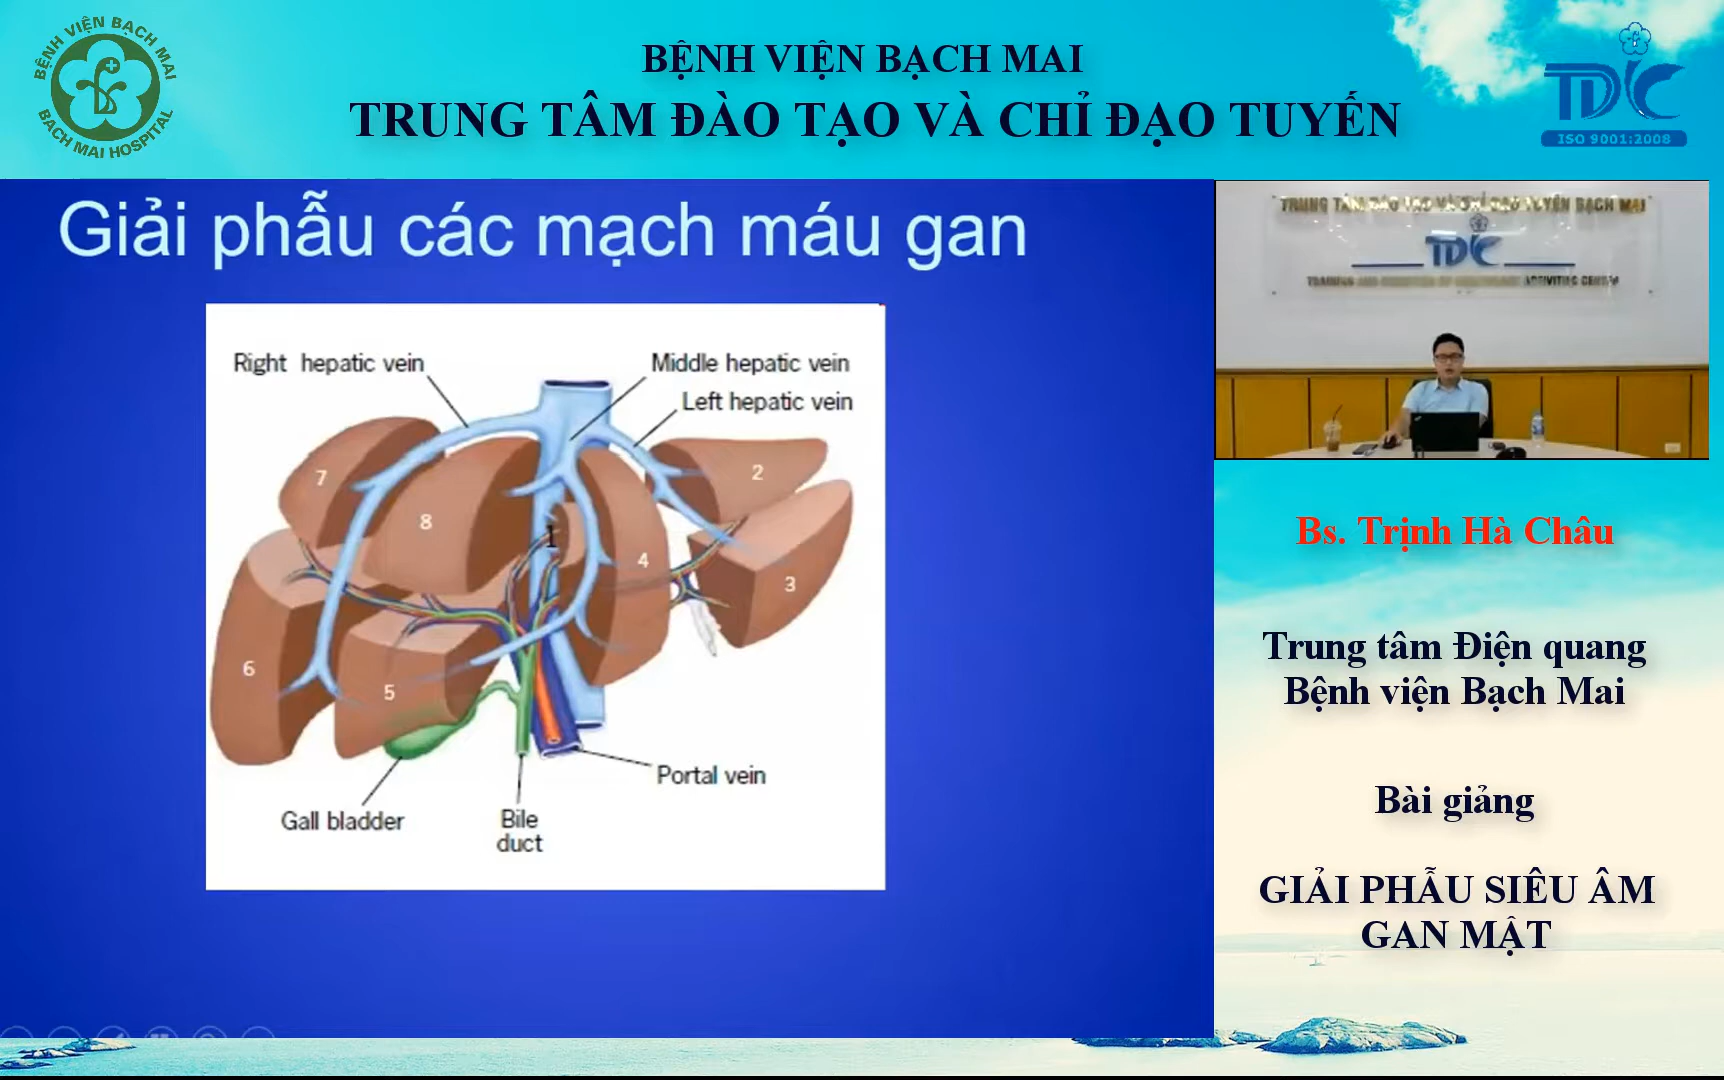 BỆNH VIỆN BẠCH MAI
BACH MAI HOSPITAL
BỆNH VIỆN BẠCH MAI
TRUNG TÂM ĐÀO TẠO VÀ CHỈ ĐẠO TUYẾN
TDC
ISO 9001:2008
Giải phẫu các mạch máu gan
Right hepatic vein
Middle hepatic vein
Left hepatic vein
7
8
1
2
4
3
6
5
Portal vein
Gall bladder
Bile
duct
TRUNG TÂM ĐÀO TẠO VÀ CHỈ ĐẠO TUYẾN BẠCH MAI
TDC
Bs. Trịnh Hà Châu
Trung tâm Điện quang
Bệnh viện Bạch Mai
Bài giảng
GIẢI PHẪU SIÊU ÂM
GAN MẬT